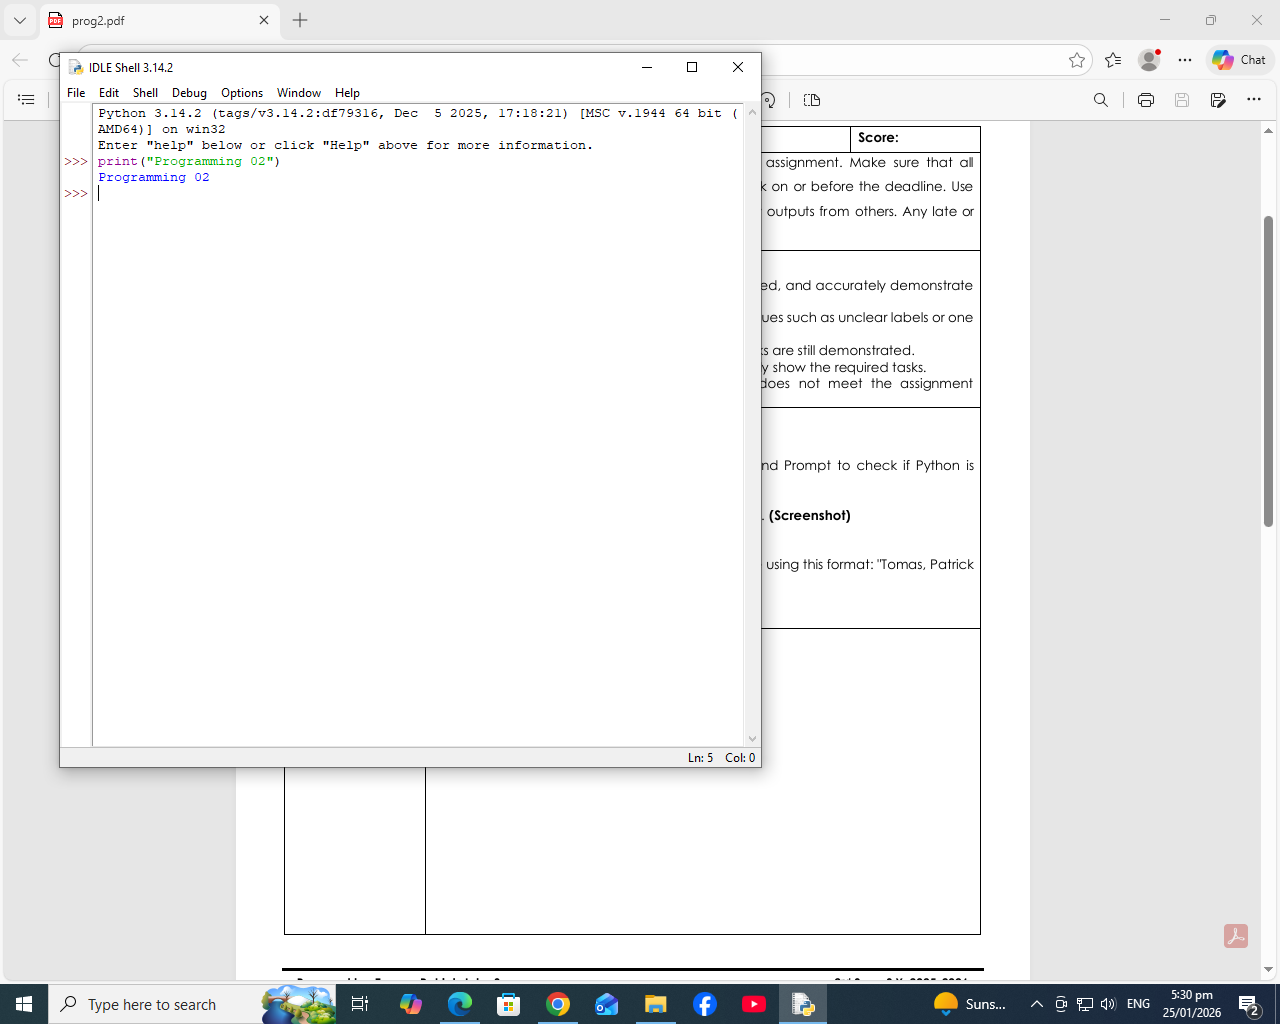 prog2.pdf
Chat
IDLE Shell 3.14.2
File Edit Shell Debug Options Window Help
Python 3.14.2 (tags/v3.14.2:df79316, Dec  5 2025, 17:18:21) [MSC v.1944 64 bit (
AMD64)] on win32
Enter "help" below or click "Help" above for more information.
>>> print("Programming 02")
Programming 02
>>>
Ln: 5 Col: 0
Score:
assignment. Make sure that all
on or before the deadline. Use
outputs from others. Any late or
and accurately demonstrate
such as unclear labels or one
are still demonstrated.
show the required tasks.
does not meet the assignment
Prompt to check if Python is
. (Screenshot)
using this format: "Tomas, Patrick
Type here to search
Suns...
ENG
5:30 pm
25/01/2026
2